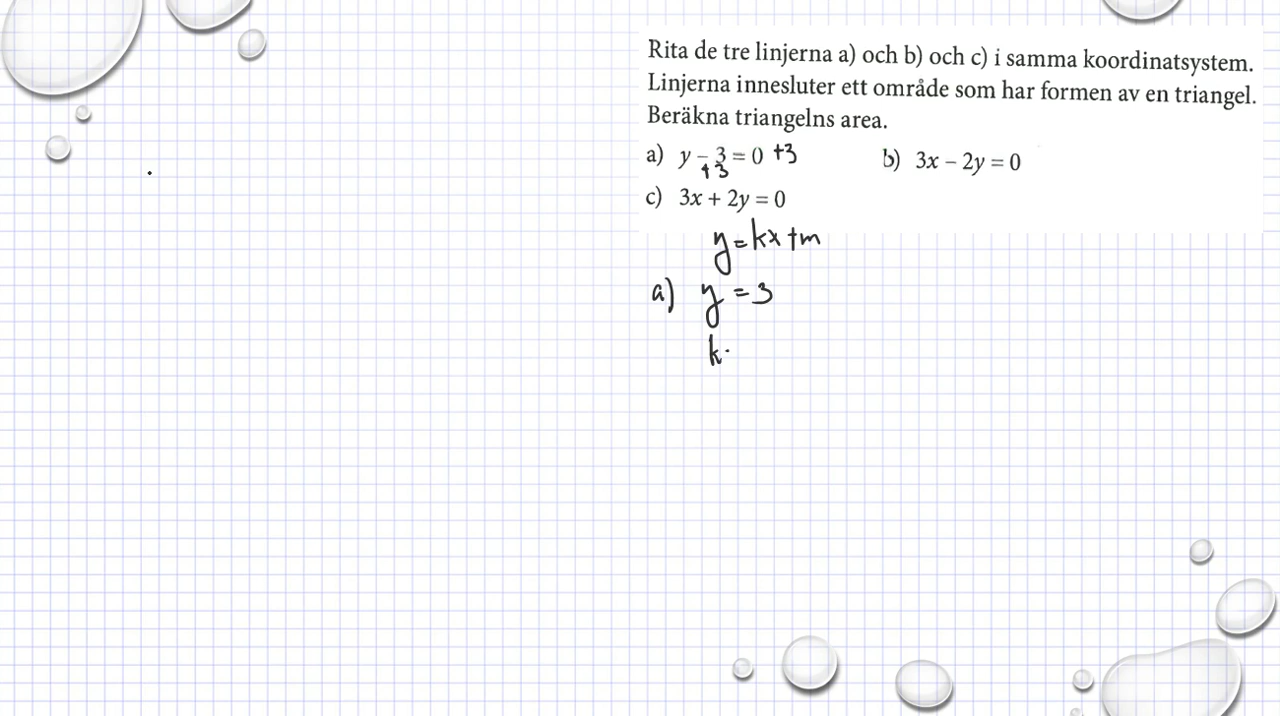 Rita de tre linjerna a) och b) och c) i samma koordinatsystem.
Linjerna innesluter ett område som har formen av en triangel.
Beräkna triangelns area.
a) y - 3 = 0 +3
+3
b) 3x - 2y = 0
c) 3x + 2y = 0
y = kx + m
a) y = 3
k